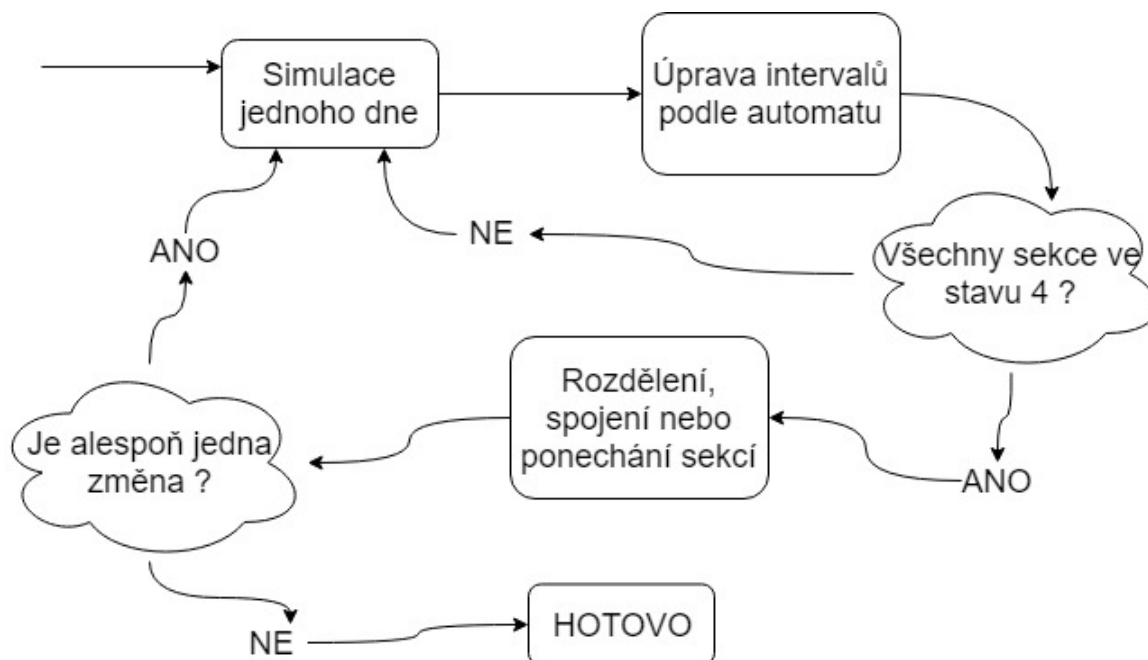 Simulace
jednoho dne
Úprava intervalů
podle automatu
Všechny sekce ve
stavu 4 ?
NE
ANO
Rozdělení,
spojení nebo
ponechání sekcí
Je alespoň jedna
změna ?
ANO
NE
HOTOVO